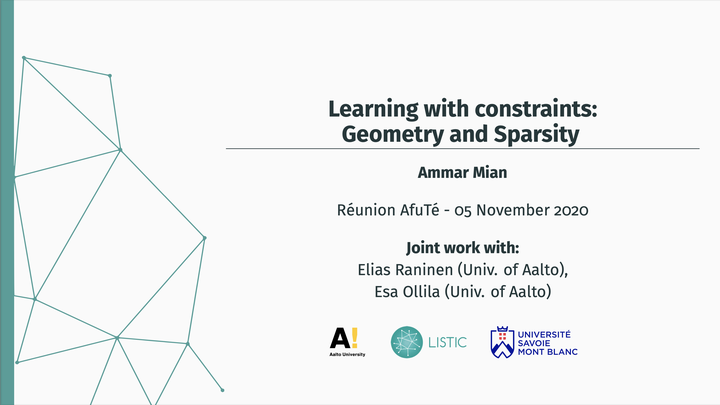 Learning with constraints:
Geometry and Sparsity
Ammar Mian
Réunion AfuTé - 05 November 2020
Joint work with:
Elias Raninen (Univ. of Aalto),
Esa Ollila (Univ. of Aalto)
A!
Aalto University
LISTIC
UNIVERSITÉ
SAVOIE
MONT BLANC